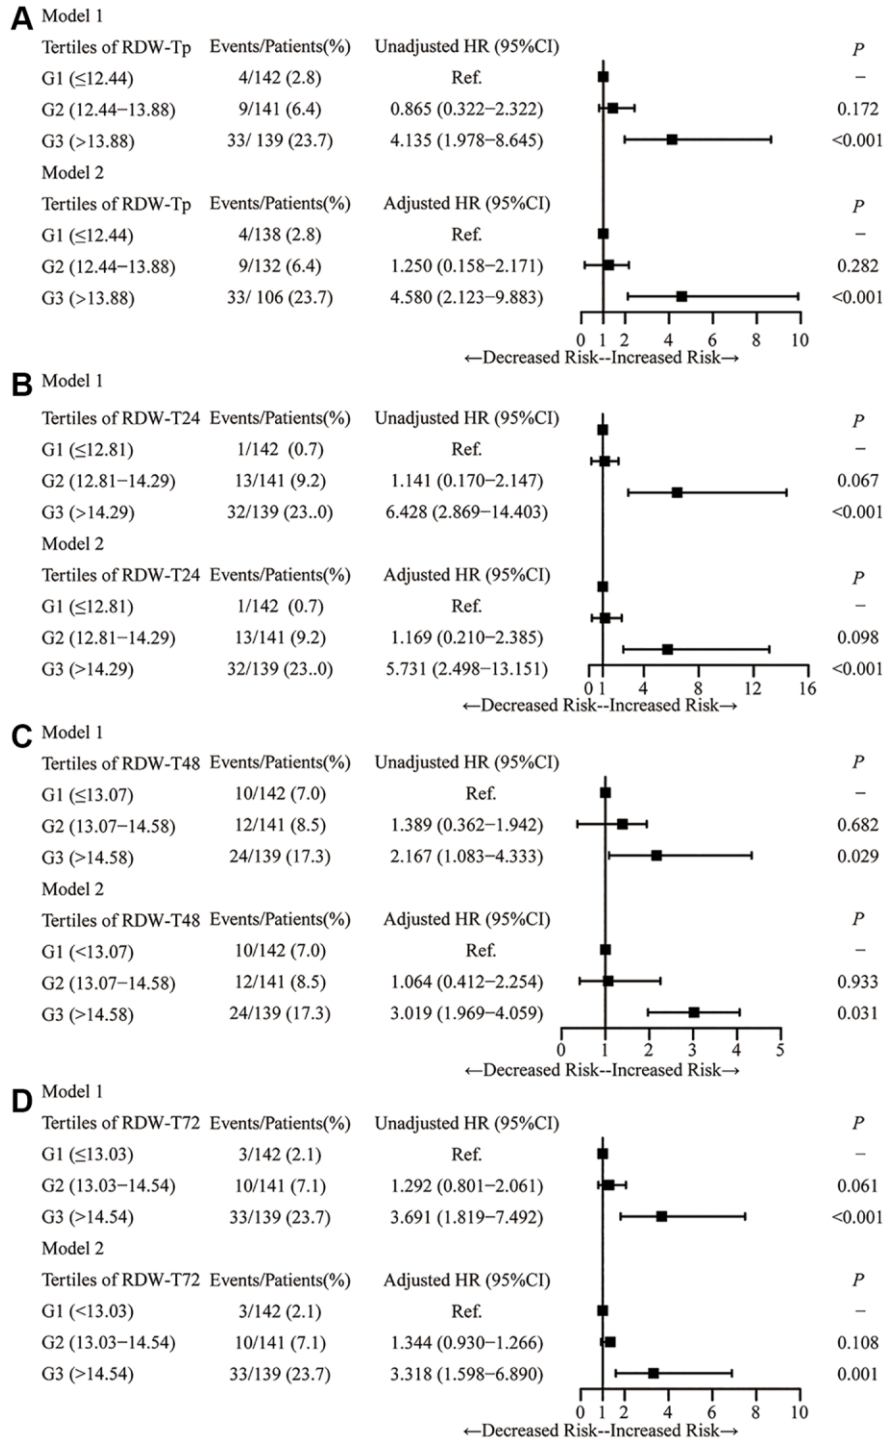 A Model 1
Tertiles of RDW-Tp Events/Patients(%) Unadjusted HR (95%CI) P
G1 (≤12.44) 4/142 (2.8) Ref. −
G2 (12.44−13.88) 9/141 (6.4) 0.865 (0.322−2.322) 0.172
G3 (>13.88) 33/ 139 (23.7) 4.135 (1.978−8.645) <0.001
Model 2
Tertiles of RDW-Tp Events/Patients(%) Adjusted HR (95%CI) P
G1 (≤12.44) 4/138 (2.8) Ref. −
G2 (12.44−13.88) 9/132 (6.4) 1.250 (0.158−2.171) 0.282
G3 (>13.88) 33/ 106 (23.7) 4.580 (2.123−9.883) <0.001
0 1 2 4 6 8 10
←Decreased Risk--Increased Risk→
B Model 1
Tertiles of RDW-T24 Events/Patients(%) Unadjusted HR (95%CI) P
G1 (≤12.81) 1/142 (0.7) Ref. −
G2 (12.81−14.29) 13/141 (9.2) 1.141 (0.170−2.147) 0.067
G3 (>14.29) 32/139 (23..0) 6.428 (2.869−14.403) <0.001
Model 2
Tertiles of RDW-T24 Events/Patients(%) Adjusted HR (95%CI) P
G1 (≤12.81) 1/142 (0.7) Ref. −
G2 (12.81−14.29) 13/141 (9.2) 1.169 (0.210−2.385) 0.098
G3 (>14.29) 32/139 (23..0) 5.731 (2.498−13.151) <0.001
0 1 4 8 12 16
←Decreased Risk--Increased Risk→
C Model 1
Tertiles of RDW-T48 Events/Patients(%) Unadjusted HR (95%CI) P
G1 (≤13.07) 10/142 (7.0) Ref. −
G2 (13.07−14.58) 12/141 (8.5) 1.389 (0.362−1.942) 0.682
G3 (>14.58) 24/139 (17.3) 2.167 (1.083−4.333) 0.029
Model 2
Tertiles of RDW-T48 Events/Patients(%) Adjusted HR (95%CI) P
G1 (<13.07) 10/142 (7.0) Ref. −
G2 (13.07−14.58) 12/141 (8.5) 1.064 (0.412−2.254) 0.933
G3 (>14.58) 24/139 (17.3) 3.019 (1.969−4.059) 0.031
0 1 2 3 4 5
←Decreased Risk--Increased Risk→
D Model 1
Tertiles of RDW-T72 Events/Patients(%) Unadjusted HR (95%CI) P
G1 (≤13.03) 3/142 (2.1) Ref. −
G2 (13.03−14.54) 10/141 (7.1) 1.292 (0.801−2.061) 0.061
G3 (>14.54) 33/139 (23.7) 3.691 (1.819−7.492) <0.001
Model 2
Tertiles of RDW-T72 Events/Patients(%) Adjusted HR (95%CI) P
G1 (<13.03) 3/142 (2.1) Ref. −
G2 (13.03−14.54) 10/141 (7.1) 1.344 (0.930−1.266) 0.108
G3 (>14.54) 33/139 (23.7) 3.318 (1.598−6.890) 0.001
0 1 2 4 6 8 10
←Decreased Risk--Increased Risk→